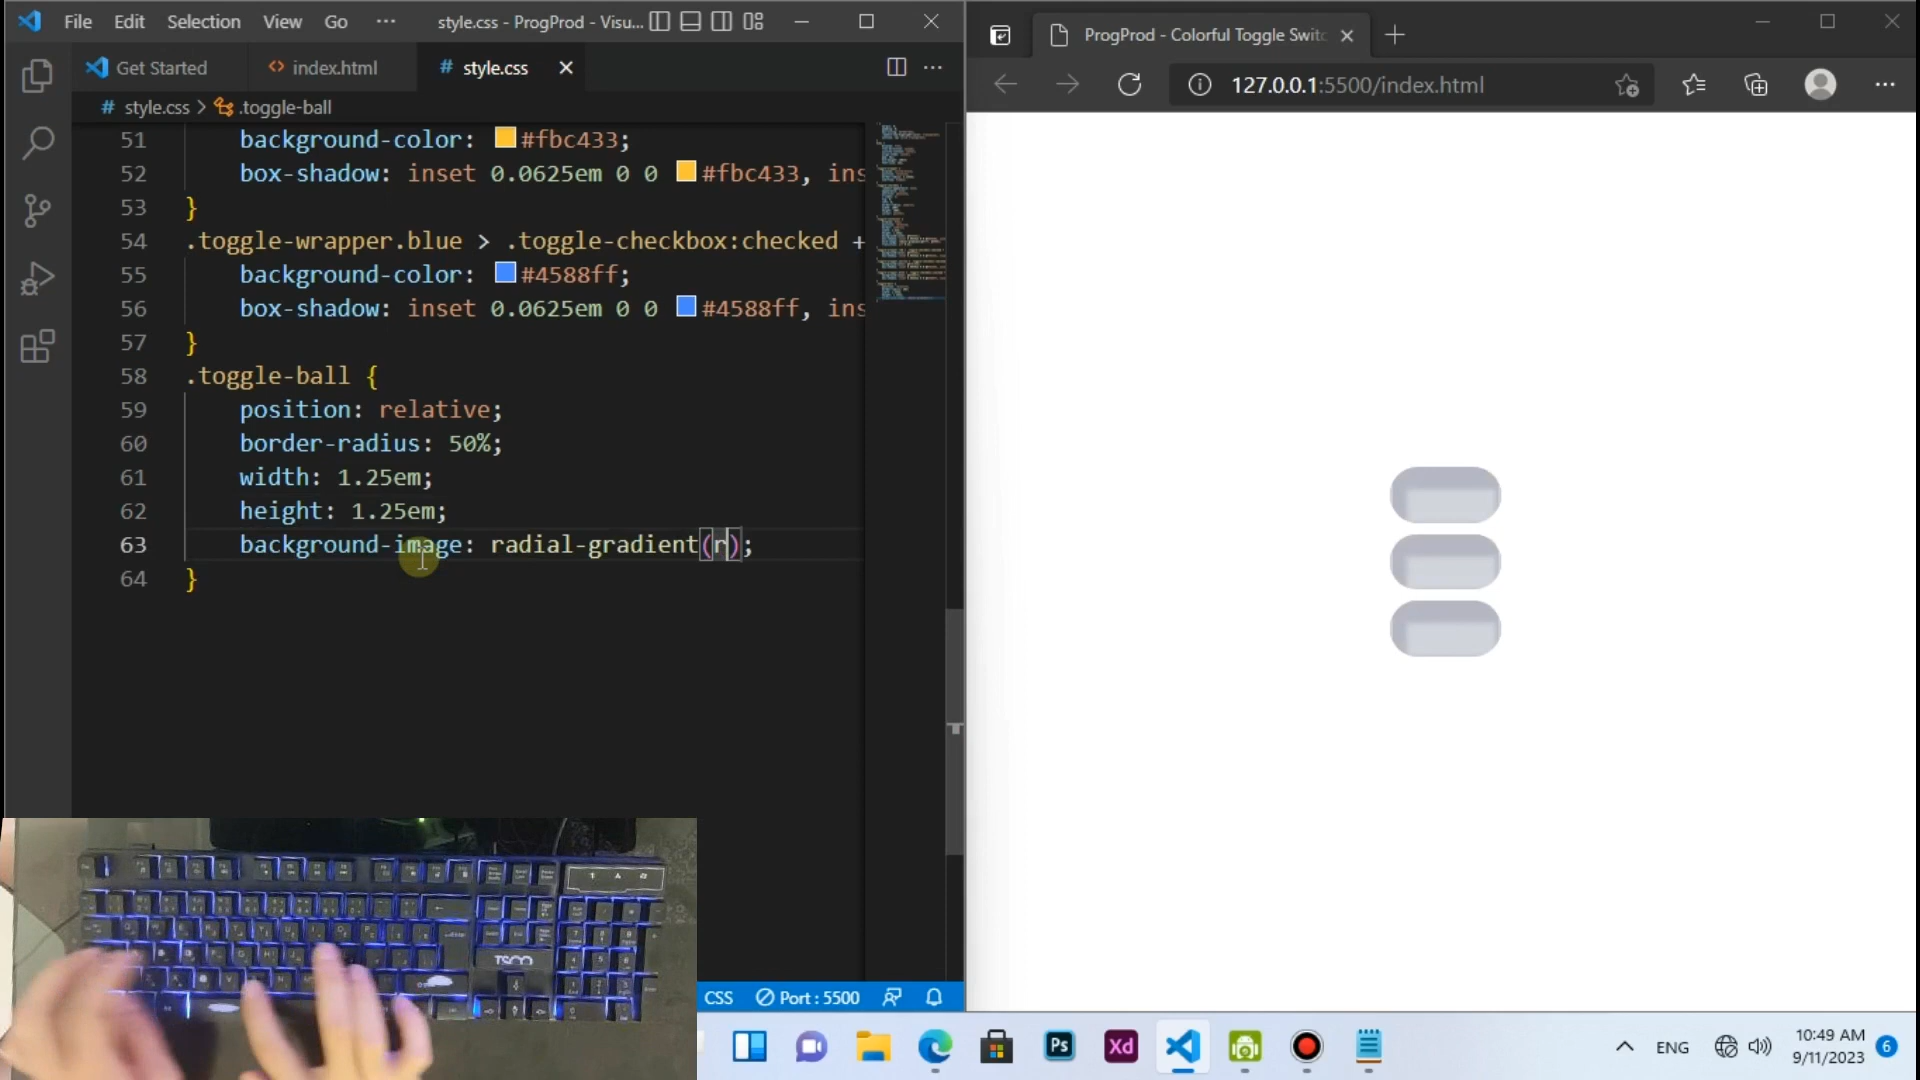 File Edit Selection View Go ··· style.css - ProgProd - Visu...
Get Started index.html # style.css
# style.css > .toggle-ball
51 background-color: #fbc433;
52 box-shadow: inset 0.0625em 0 0 #fbc433, ins
53 }
54 .toggle-wrapper.blue > .toggle-checkbox:checked +
55 background-color: #4588ff;
56 box-shadow: inset 0.0625em 0 0 #4588ff, ins
57 }
58 .toggle-ball {
59 position: relative;
60 border-radius: 50%;
61 width: 1.25em;
62 height: 1.25em;
63 background-image: radial-gradient(r);
64 }
CSS Port : 5500
ProgProd - Colorful Toggle Switc
127.0.0.1:5500/index.html
Ps Xd
ENG
10:49 AM
9/11/2023
6